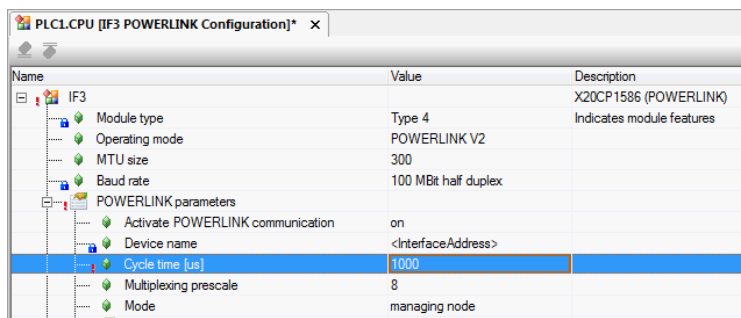 PLC1.CPU [IF3 POWERLINK Configuration]* x
Name Value Description
IF3 X20CP1586 (POWERLINK)
Module type Type 4 Indicates module features
Operating mode POWERLINK V2
MTU size 300
Baud rate 100 MBit half duplex
POWERLINK parameters
Activate POWERLINK communication on
Device name <InterfaceAddress>
Cycle time [us] 1000
Multiplexing prescale 8
Mode managing node